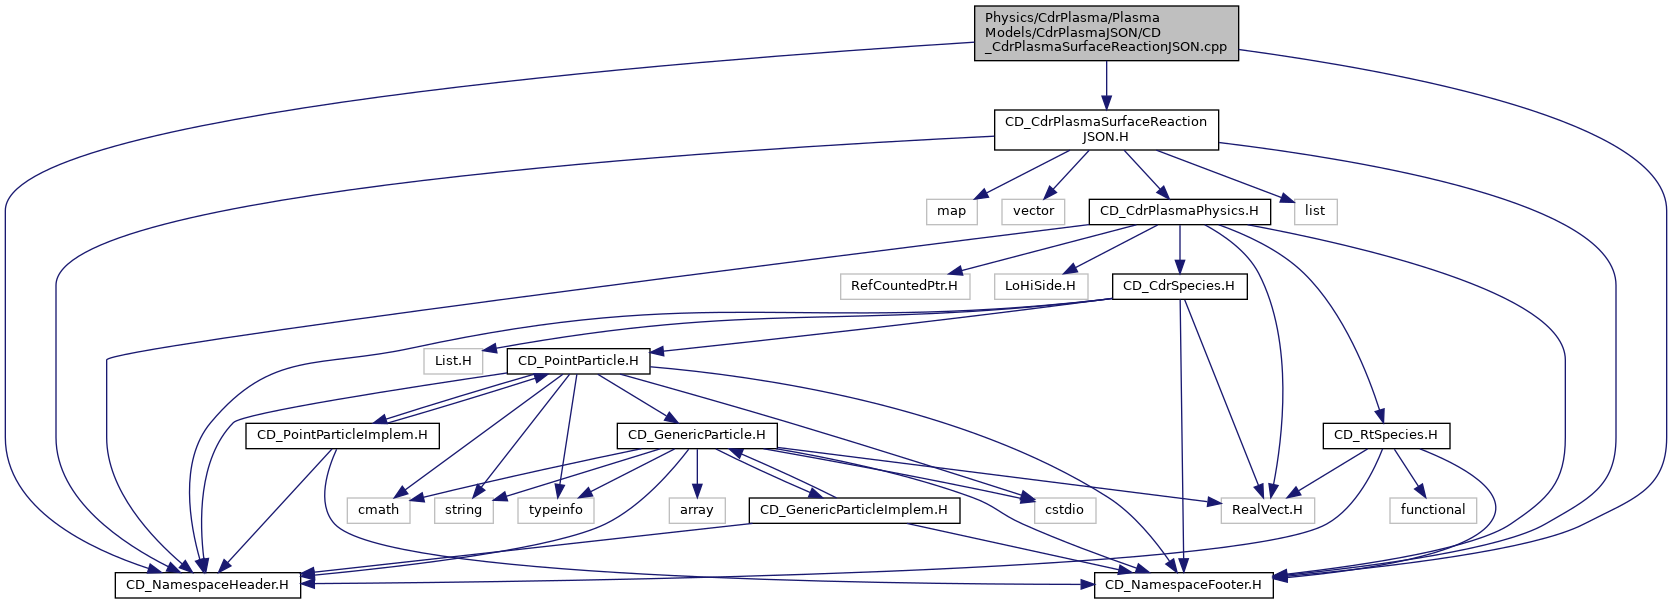 Physics/CdrPlasma/Plasma
Models/CdrPlasmaJSON/CD
_CdrPlasmaSurfaceReactionJSON.cpp
CD_CdrPlasmaSurfaceReaction
JSON.H
map
vector
CD_CdrPlasmaPhysics.H
list
RefCountedPtr.H
LoHiSide.H
CD_CdrSpecies.H
List.H
CD_PointParticle.H
CD_PointParticleImplem.H
CD_GenericParticle.H
CD_RtSpecies.H
cmath
string
typeinfo
array
CD_GenericParticleImplem.H
cstdio
RealVect.H
functional
CD_NamespaceHeader.H
CD_NamespaceFooter.H